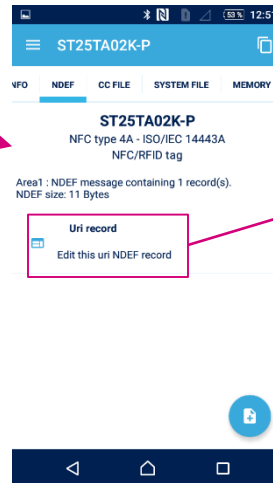 53% 12:51
ST25TA02K-P
NFO NDEF CC FILE SYSTEM FILE MEMORY
ST25TA02K-P
NFC type 4A - ISO/IEC 14443A
NFC/RFID tag
Area1 : NDEF message containing 1 record(s).
NDEF size: 11 Bytes
Uri record
Edit this uri NDEF record